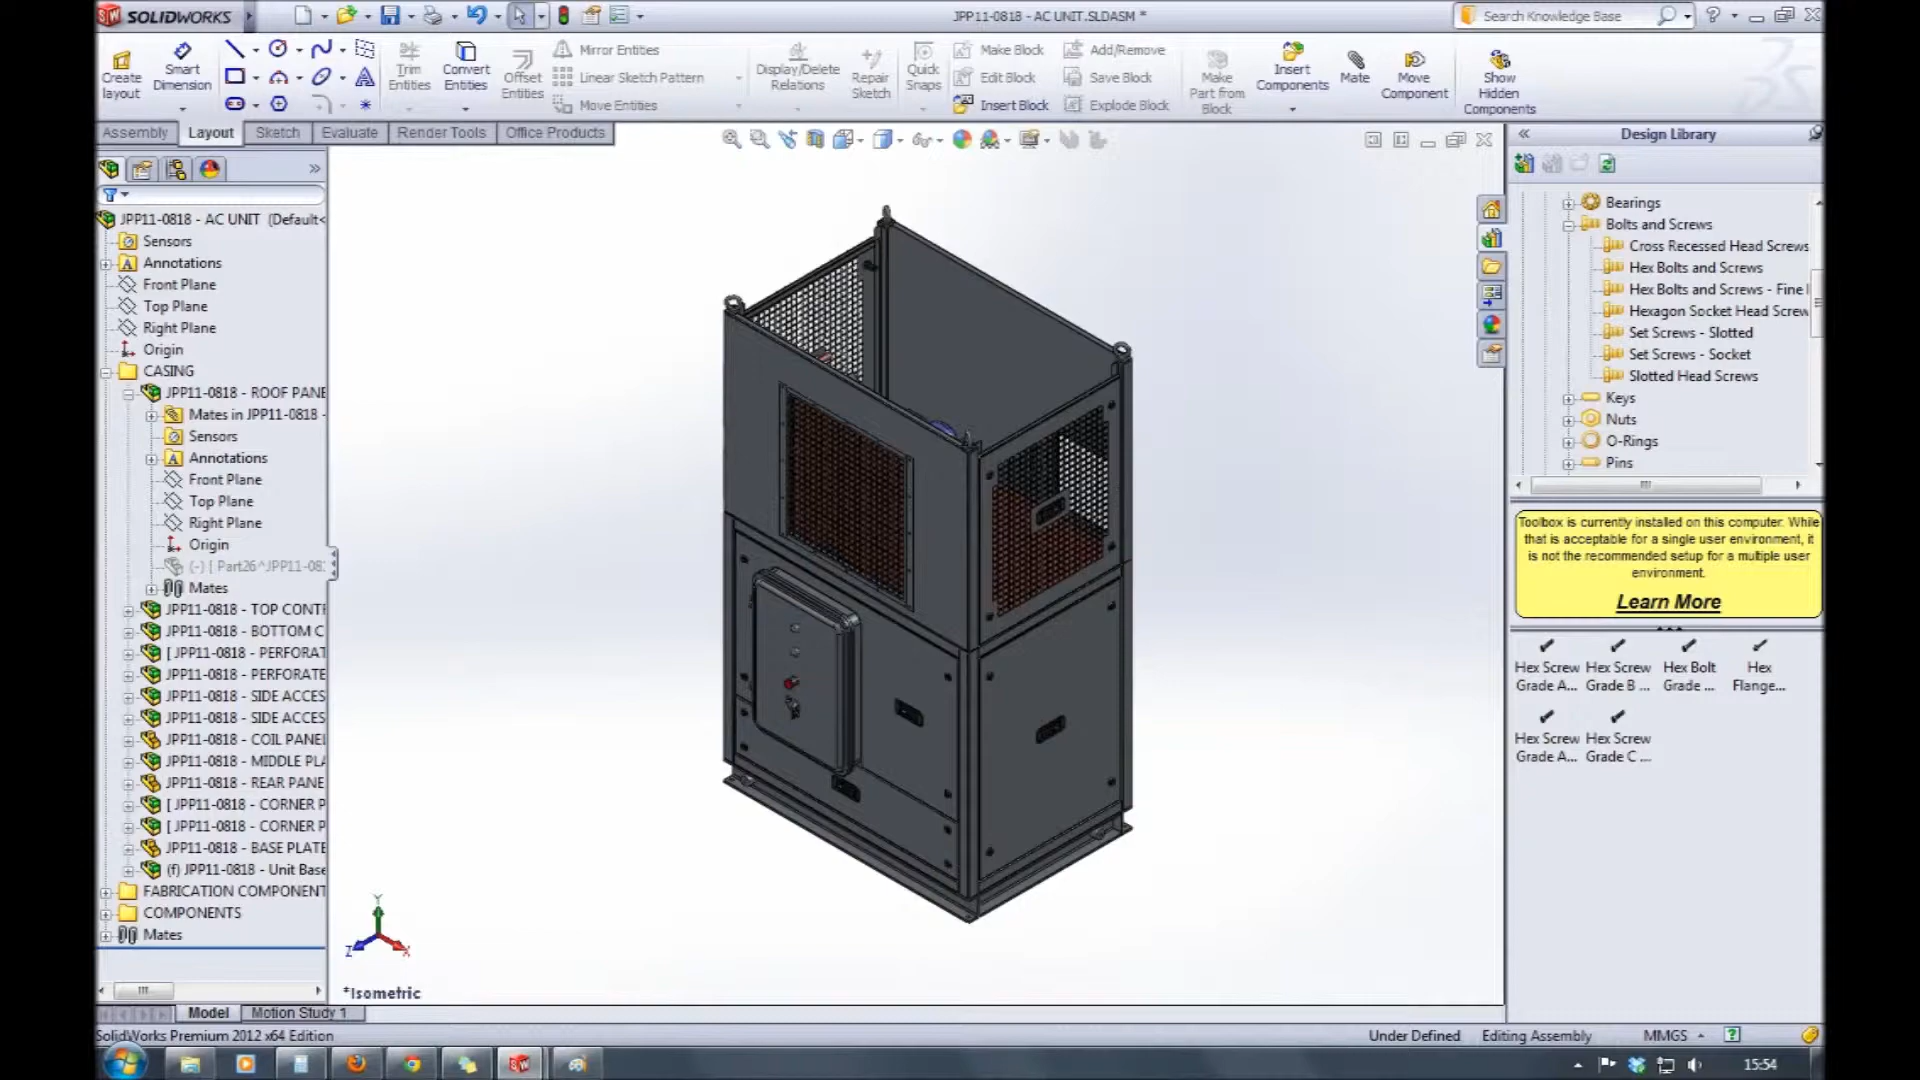 SOLIDWORKS
JPP11-0818 - AC UNIT.SLDASM *
Search Knowledge Base
Create layout
Smart Dimension
Trim Entities
Convert Entities
Offset Entities
Mirror Entities
Linear Sketch Pattern
Move Entities
Display/Delete Relations
Repair Sketch
Quick Snaps
Make Block
Edit Block
Insert Block
Add/Remove
Save Block
Explode Block
Make Part from Block
Insert Components
Mate
Move Component
Show Hidden Components
Assembly
Layout
Sketch
Evaluate
Render Tools
Office Products
JPP11-0818 - AC UNIT (Default<
Sensors
Annotations
Front Plane
Top Plane
Right Plane
Origin
CASING
JPP11-0818 - ROOF PANE
Mates in JPP11-0818 -
Sensors
Annotations
Front Plane
Top Plane
Right Plane
Origin
(-) [ Part26^JPP11-08
Mates
JPP11-0818 - TOP CONT
JPP11-0818 - BOTTOM C
[ JPP11-0818 - PERFORAT
JPP11-0818 - PERFORATE
JPP11-0818 - SIDE ACCES
JPP11-0818 - SIDE ACCES
JPP11-0818 - COIL PANEL
JPP11-0818 - MIDDLE PLA
JPP11-0818 - REAR PANE
[ JPP11-0818 - CORNER P
[ JPP11-0818 - CORNER P
JPP11-0818 - BASE PLATE
(f) JPP11-0818 - Unit Base
FABRICATION COMPONENT
COMPONENTS
Mates
Y
Z
X
*Isometric
Design Library
Bearings
Bolts and Screws
Cross Recessed Head Screws
Hex Bolts and Screws
Hex Bolts and Screws - Fine
Hexagon Socket Head Screw
Set Screws - Slotted
Set Screws - Socket
Slotted Head Screws
Keys
Nuts
O-Rings
Pins
Toolbox is currently installed on this computer. While
that is acceptable for a single user environment, it
is not the recommended setup for a multiple user
environment.
Learn More
Hex Screw Grade A...
Hex Screw Grade B ...
Hex Bolt Grade ...
Hex Flange...
Hex Screw Grade A...
Hex Screw Grade C ...
Model
Motion Study 1
SolidWorks Premium 2012 x64 Edition
Under Defined
Editing Assembly
MMGS
15:54